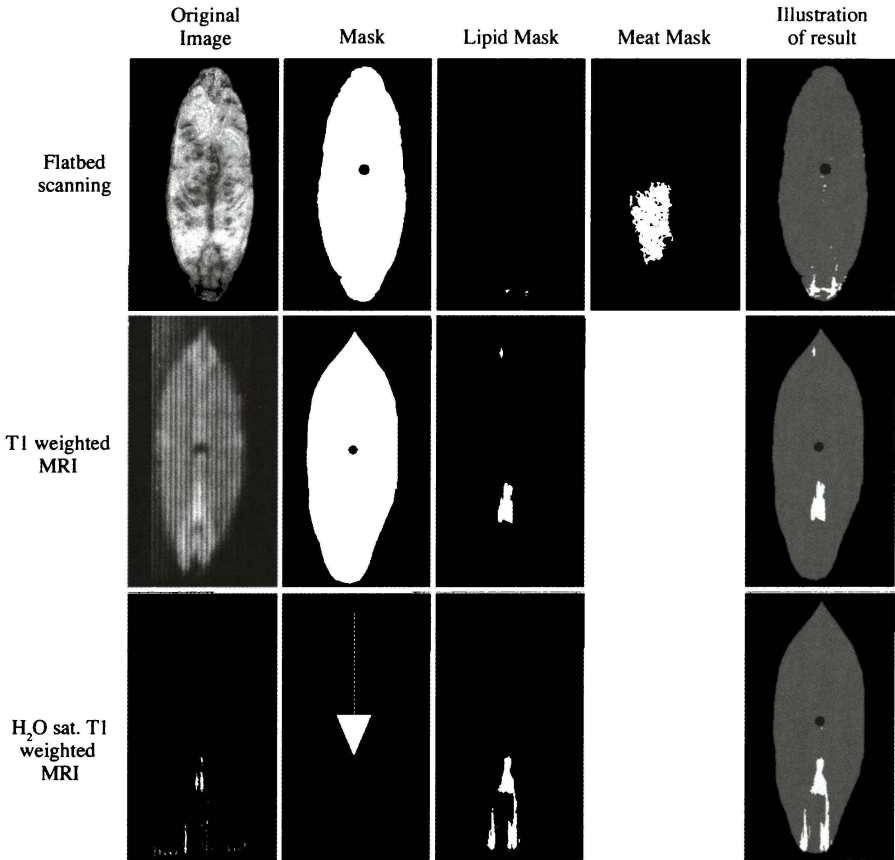 Original
Image
Mask
Lipid Mask
Meat Mask
Illustration
of result
Flatbed
scanning
T1 weighted
MRI
H₂O sat. T1
weighted
MRI